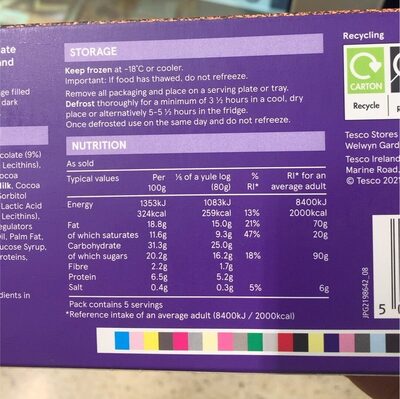 ate
and
ge filled
dark
colate (9%)
Lecithins),
ocoa
Milk, Cocoa
Sorbitol
Lactic Acid
Lecithins),
egulators
Oil, Palm Fat,
ucose Syrup,
roteins,
edients in
STORAGE
Keep frozen at -18°C or cooler.
Important: If food has thawed, do not refreeze.
Remove all packaging and place on a serving plate or tray.
Defrost thoroughly for a minimum of 3 ½ hours in a cool, dry
place or alternatively 5-5 ½ hours in the fridge.
Once defrosted use on the same day and do not refreeze.
NUTRITION
As sold
Typical values Per 100g ⅕ of a yule log (80g) % RI* RI* for an average adult
Energy 1353kJ 1083kJ 8400kJ
324kcal 259kcal 13% 2000kcal
Fat 18.8g 15.0g 21% 70g
of which saturates 11.6g 9.3g 47% 20g
Carbohydrate 31.3g 25.0g
of which sugars 20.2g 16.2g 18% 90g
Fibre 2.2g 1.7g
Protein 6.5g 5.2g
Salt 0.4g 0.3g 5% 6g
Pack contains 5 servings
*Reference intake of an average adult (8400kJ / 2000kcal)
Recycling
CARTON
Recycle
Tesco Stores
Welwyn Gard
Tesco Ireland
Marine Road,
© Tesco 2021
JPG2198642_08
5